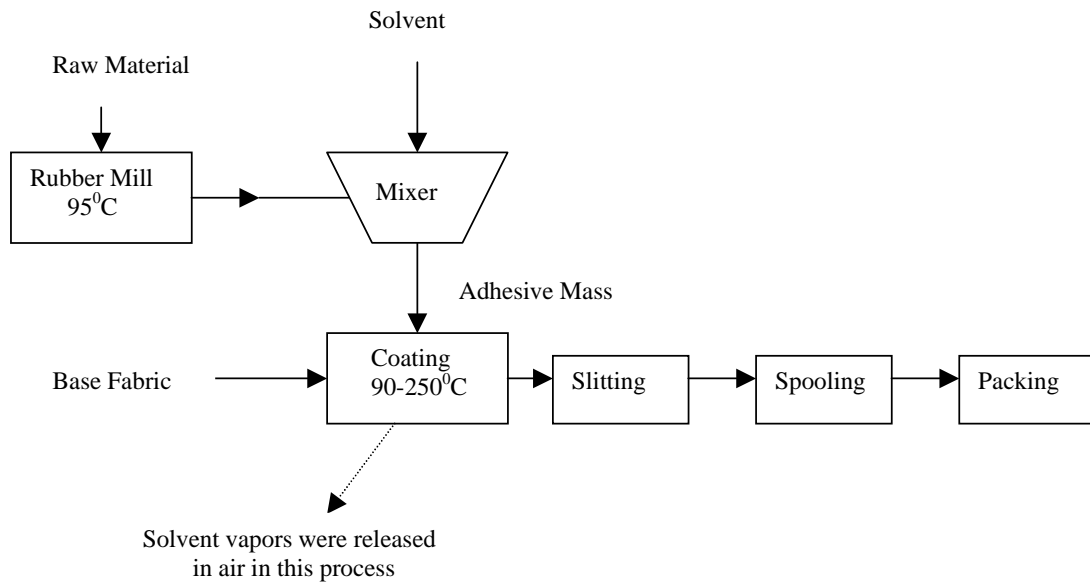 Solvent
Raw Material
Rubber Mill
95⁰C
Mixer
Adhesive Mass
Base Fabric
Coating
90-250⁰C
Slitting
Spooling
Packing
Solvent vapors were released
in air in this process